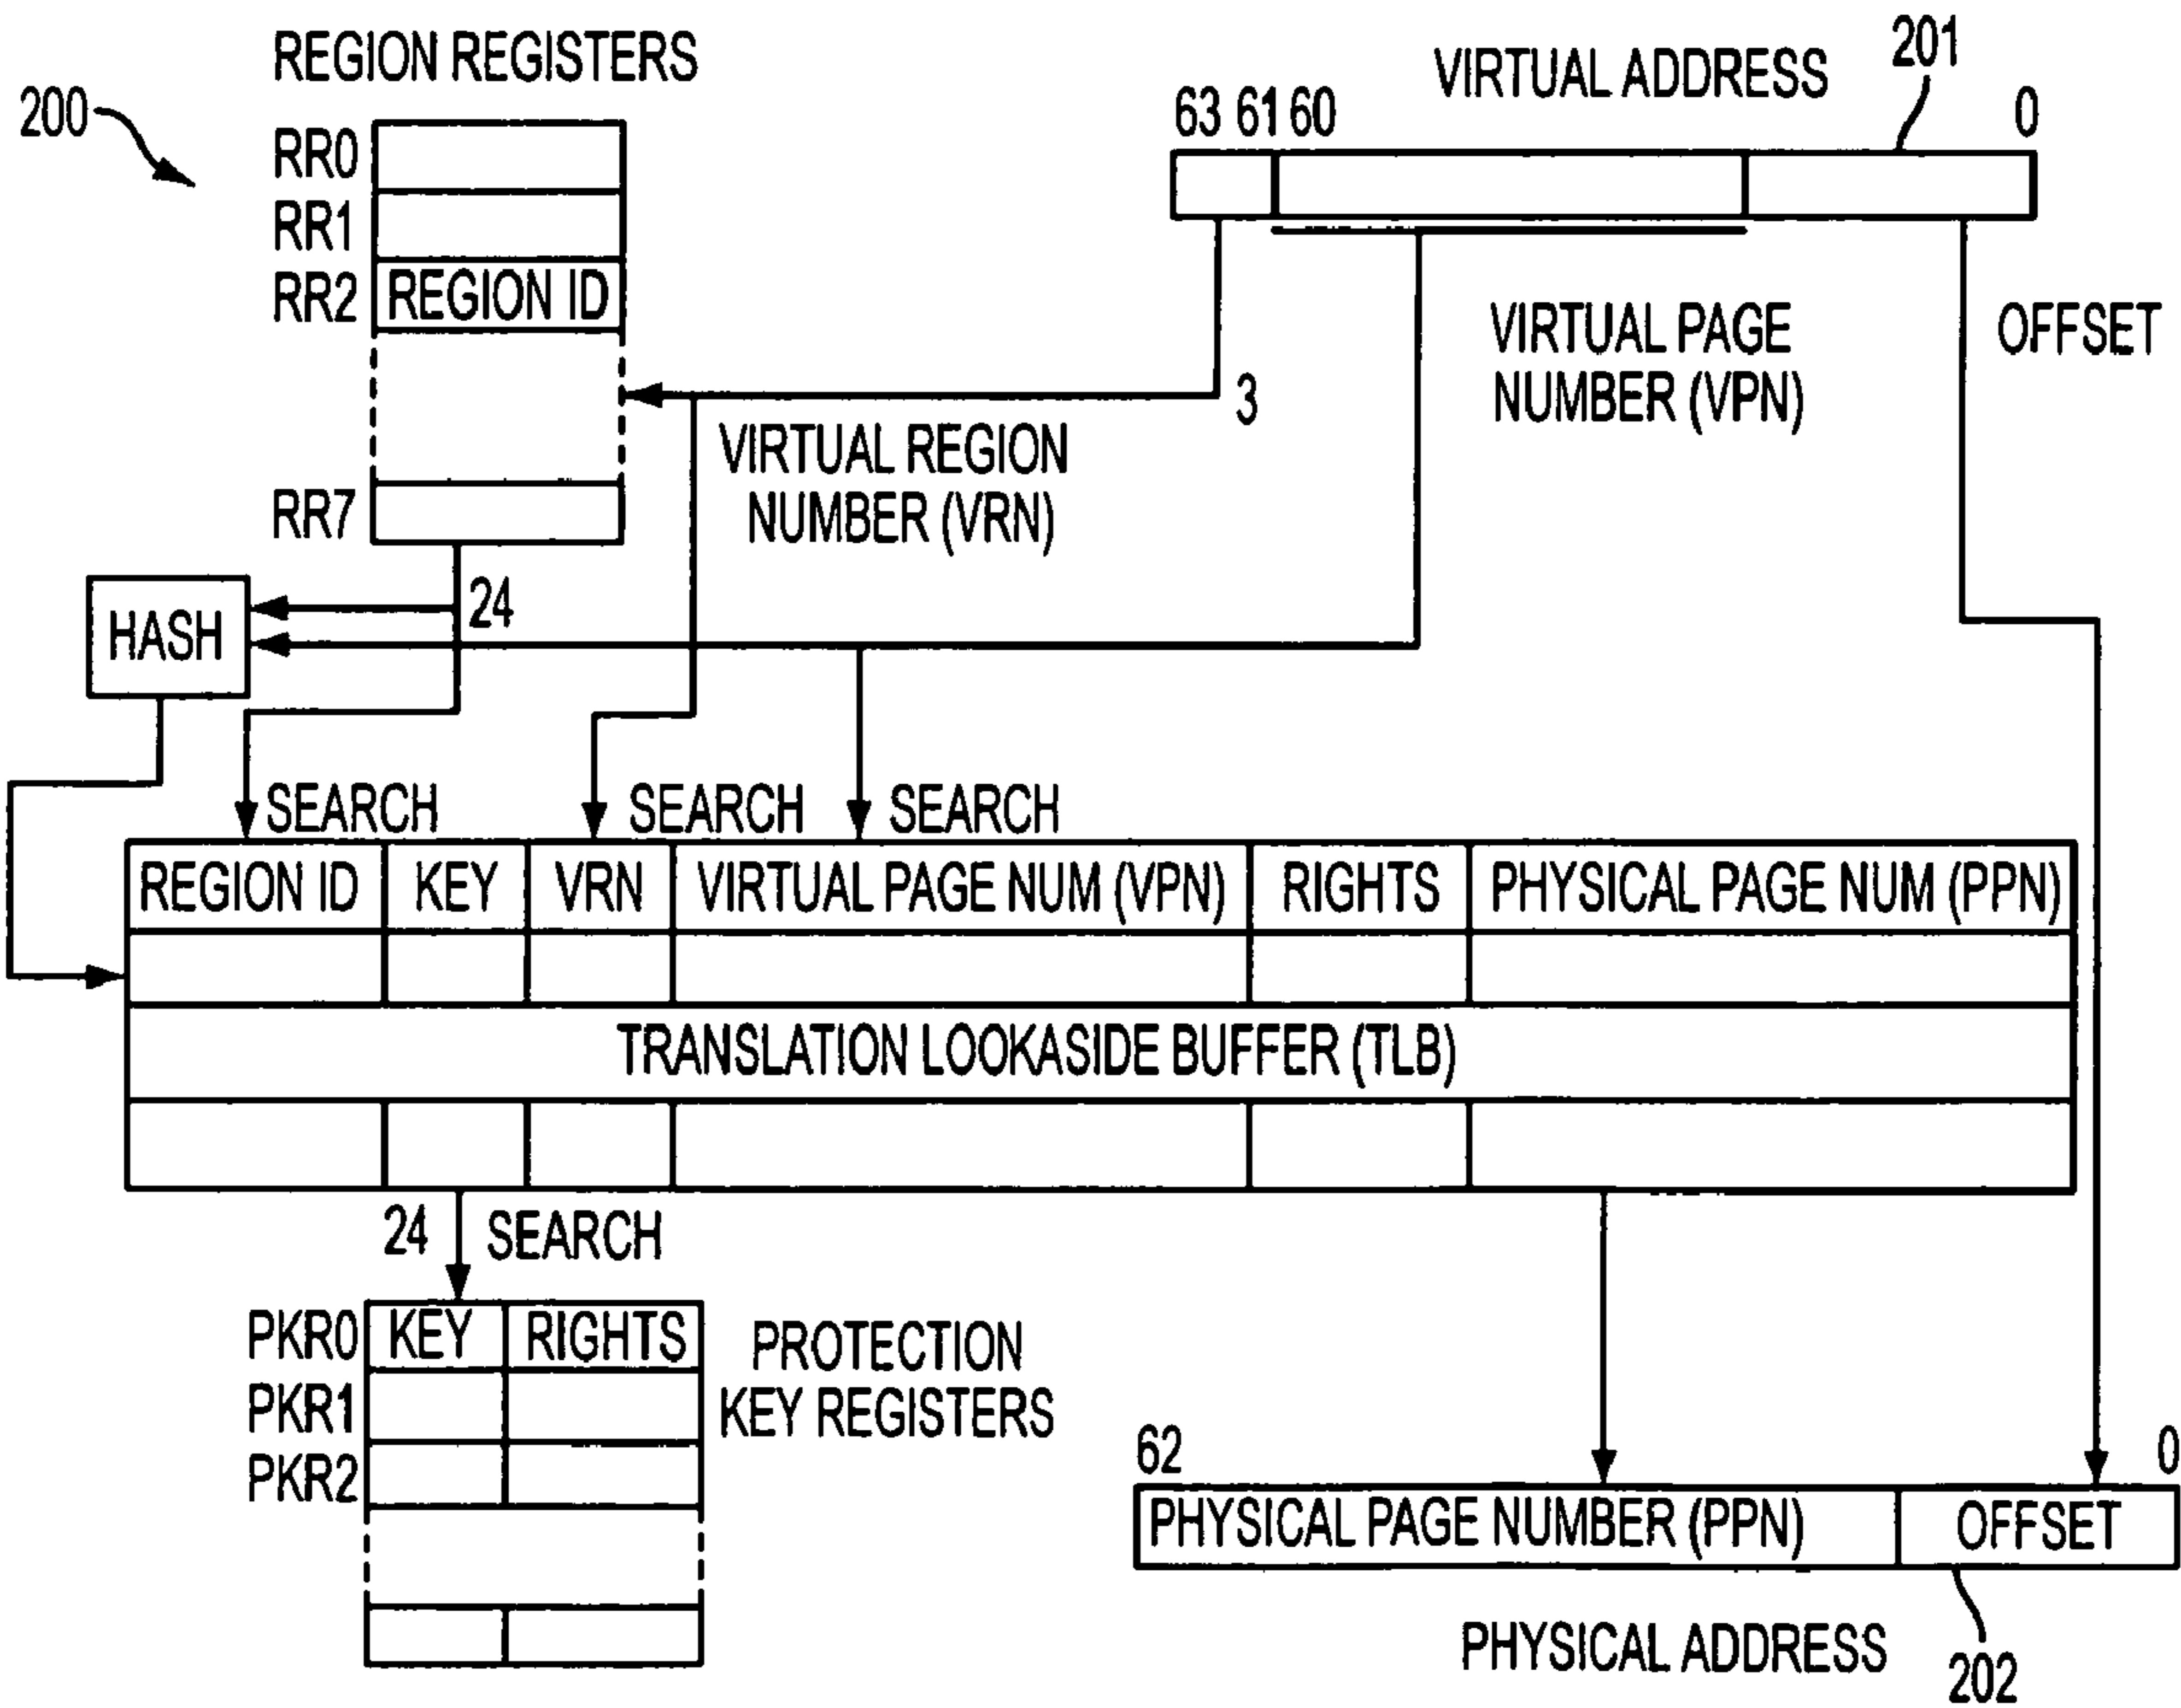 REGION REGISTERS
200
RR0
RR1
RR2 REGION ID
RR7
VIRTUAL ADDRESS
201
63 61 60 0
VIRTUAL PAGE
NUMBER (VPN)
OFFSET
3
VIRTUAL REGION
NUMBER (VRN)
24
HASH
SEARCH SEARCH SEARCH
REGION ID KEY VRN VIRTUAL PAGE NUM (VPN) RIGHTS PHYSICAL PAGE NUM (PPN)
TRANSLATION LOOKASIDE BUFFER (TLB)
24 SEARCH
PKR0 KEY RIGHTS
PKR1
PKR2
PROTECTION
KEY REGISTERS
62 0
PHYSICAL PAGE NUMBER (PPN) OFFSET
PHYSICAL ADDRESS
202